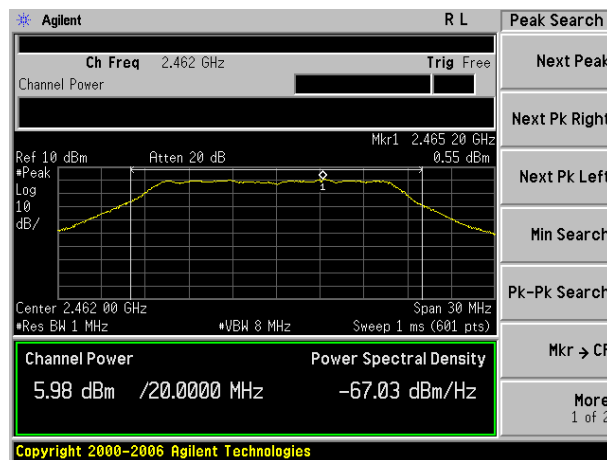 Agilent R L Peak Search
Ch Freq 2.462 GHz Trig Free
Channel Power
Next Peak
Next Pk Right
Mkr1 2.465 20 GHz
Ref 10 dBm Atten 20 dB 0.55 dBm
#Peak
Log
10
dB/
1
Next Pk Left
Min Search
Pk-Pk Search
Center 2.462 00 GHz Span 30 MHz
#Res BW 1 MHz #VBW 8 MHz Sweep 1 ms (601 pts)
Channel Power Power Spectral Density
5.98 dBm /20.0000 MHz -67.03 dBm/Hz
Mkr → CF
More
1 of 2
Copyright 2000-2006 Agilent Technologies